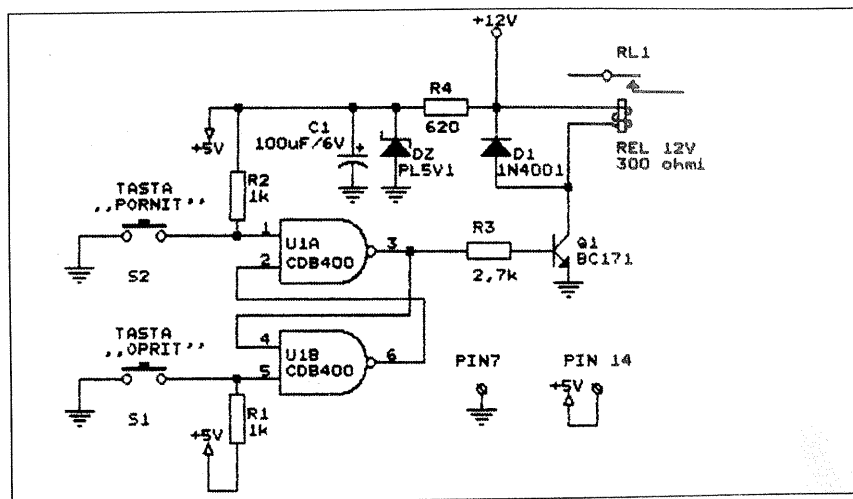 +12V
RL1
R4
620
+5V
C1
100uF/6V
+
DZ
PL5V1
D1
1N4001
REL 12V
300 ohmi
R2
1k
TASTA
,,PORNIT''
S2
1
2
U1A
CDB400
3
R3
2,7k
Q1
BC171
TASTA
,,OPRIT''
S1
4
5
U1B
CDB400
6
R1
1k
+5V
PIN7
PIN 14
+5V